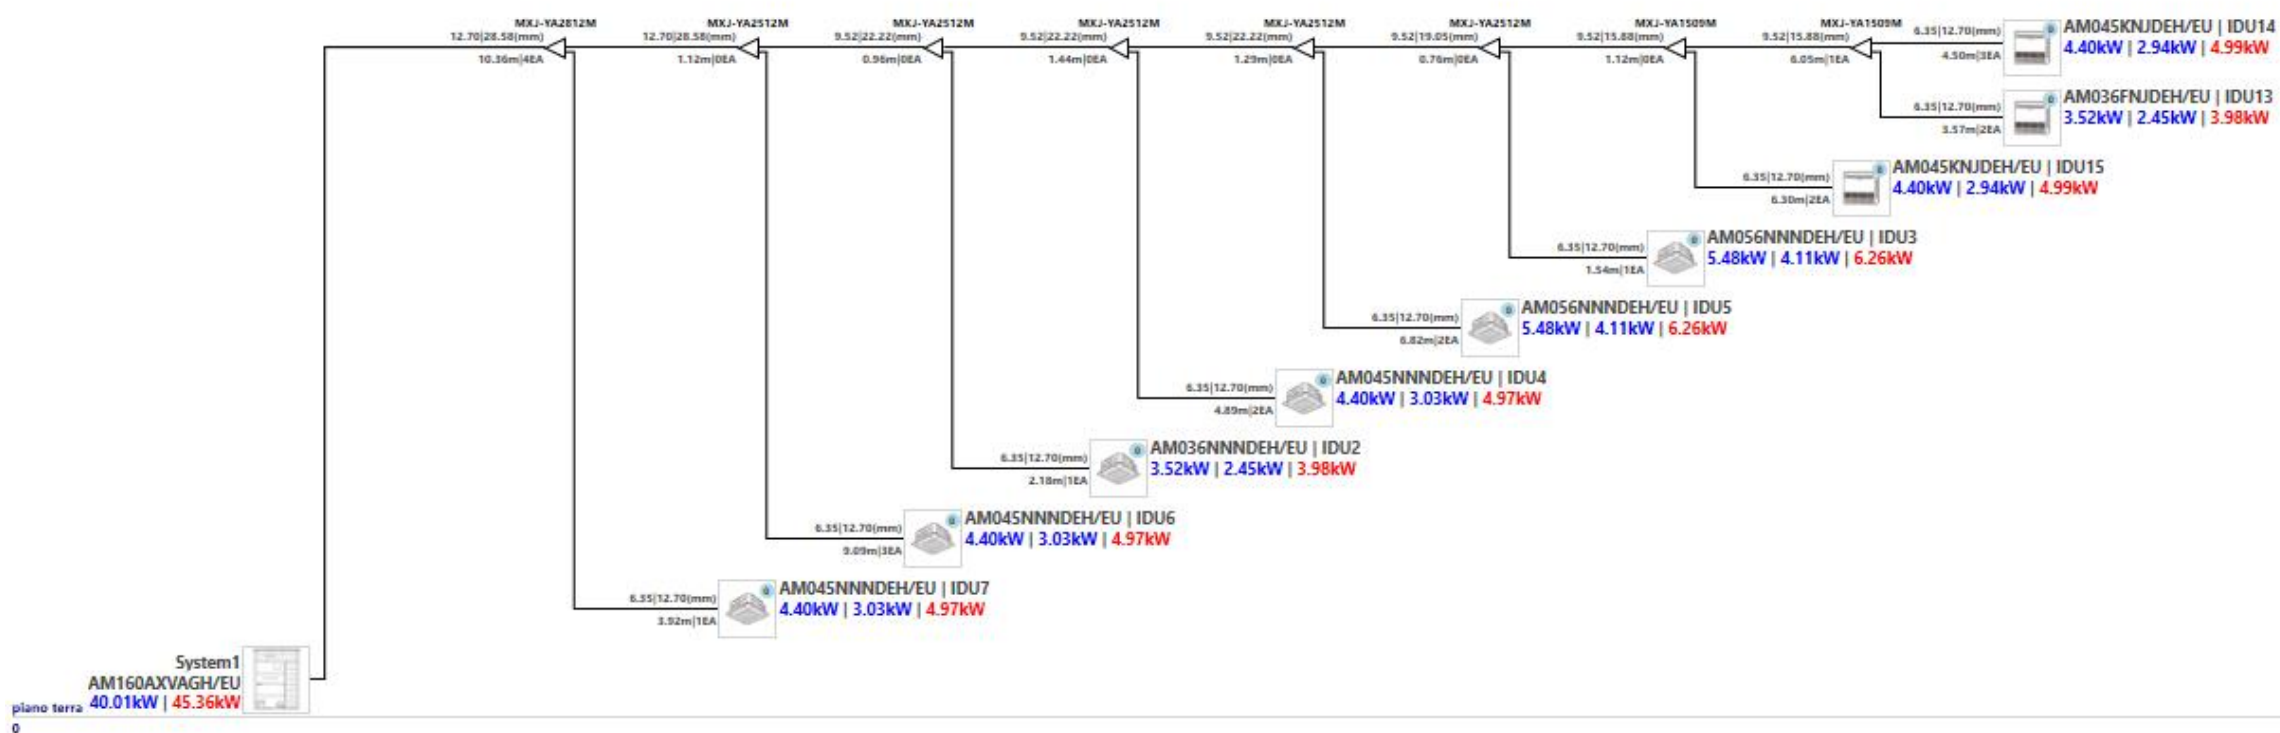 MXJ-YA2812M
12.70|28.58(mm)
10.36m|4EA
MXJ-YA2512M
12.70|28.58(mm)
1.12m|0EA
MXJ-YA2512M
9.52|22.22(mm)
0.96m|0EA
MXJ-YA2512M
9.52|22.22(mm)
1.44m|0EA
MXJ-YA2512M
9.52|22.22(mm)
1.29m|0EA
MXJ-YA2512M
9.52|19.05(mm)
0.76m|0EA
MXJ-YA1509M
9.52|15.88(mm)
1.12m|0EA
MXJ-YA1509M
9.52|15.88(mm)
6.05m|1EA
6.35|12.70(mm)
4.50m|3EA
AM045KNJDEH/EU | IDU14
4.40kW | 2.94kW | 4.99kW
6.35|12.70(mm)
3.57m|2EA
AM036FNJDEH/EU | IDU13
3.52kW | 2.45kW | 3.98kW
6.35|12.70(mm)
6.30m|2EA
AM045KNJDEH/EU | IDU15
4.40kW | 2.94kW | 4.99kW
6.35|12.70(mm)
1.54m|1EA
AM056NNNDEH/EU | IDU3
5.48kW | 4.11kW | 6.26kW
6.35|12.70(mm)
6.82m|2EA
AM056NNNDEH/EU | IDU5
5.48kW | 4.11kW | 6.26kW
6.35|12.70(mm)
4.89m|2EA
AM045NNNDEH/EU | IDU4
4.40kW | 3.03kW | 4.97kW
6.35|12.70(mm)
2.18m|1EA
AM036NNNDEH/EU | IDU2
3.52kW | 2.45kW | 3.98kW
6.35|12.70(mm)
9.09m|3EA
AM045NNNDEH/EU | IDU6
4.40kW | 3.03kW | 4.97kW
6.35|12.70(mm)
3.92m|1EA
AM045NNNDEH/EU | IDU7
4.40kW | 3.03kW | 4.97kW
System1
AM160AXVAGH/EU
40.01kW | 45.36kW
piano terra
0